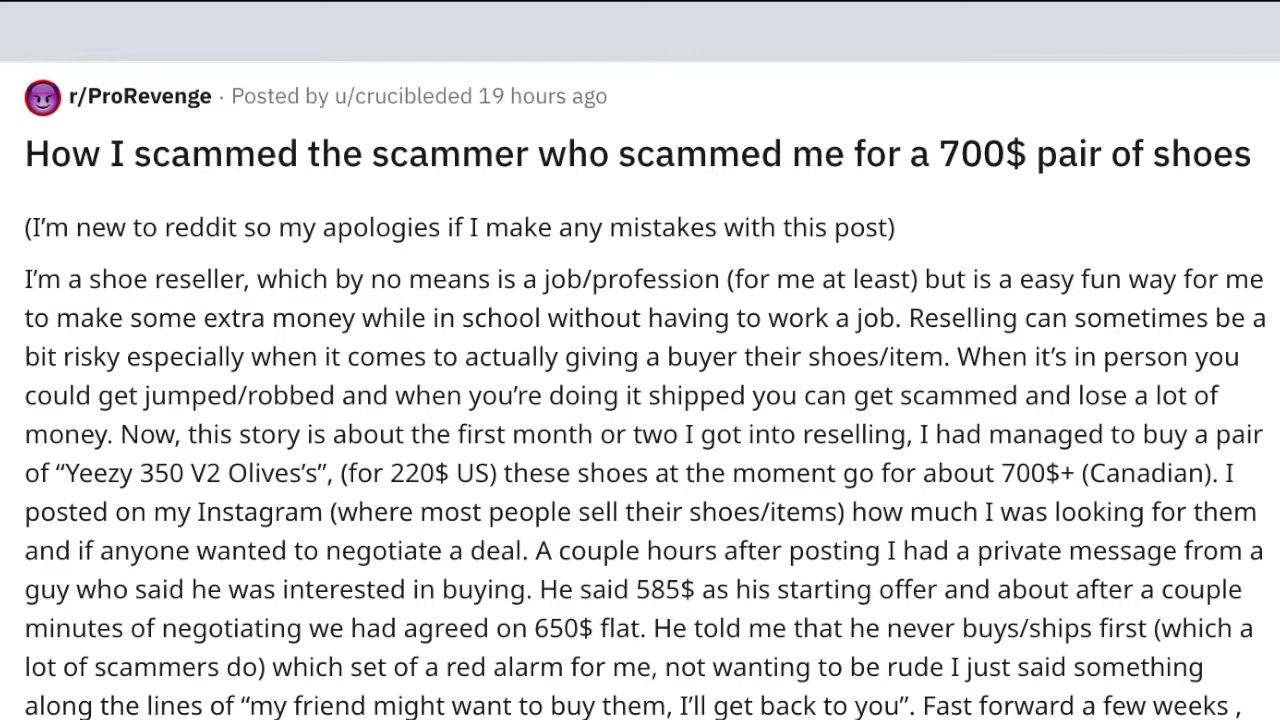 r/ProRevenge · Posted by u/crucibleded 19 hours ago
How I scammed the scammer who scammed me for a 700$ pair of shoes
(I’m new to reddit so my apologies if I make any mistakes with this post)
I’m a shoe reseller, which by no means is a job/profession (for me at least) but is a easy fun way for me
to make some extra money while in school without having to work a job. Reselling can sometimes be a
bit risky especially when it comes to actually giving a buyer their shoes/item. When it’s in person you
could get jumped/robbed and when you’re doing it shipped you can get scammed and lose a lot of
money. Now, this story is about the first month or two I got into reselling, I had managed to buy a pair
of “Yeezy 350 V2 Olives’s”, (for 220$ US) these shoes at the moment go for about 700$+ (Canadian). I
posted on my Instagram (where most people sell their shoes/items) how much I was looking for them
and if anyone wanted to negotiate a deal. A couple hours after posting I had a private message from a
guy who said he was interested in buying. He said 585$ as his starting offer and about after a couple
minutes of negotiating we had agreed on 650$ flat. He told me that he never buys/ships first (which a
lot of scammers do) which set of a red alarm for me, not wanting to be rude I just said something
along the lines of “my friend might want to buy them, I’ll get back to you”. Fast forward a few weeks ,